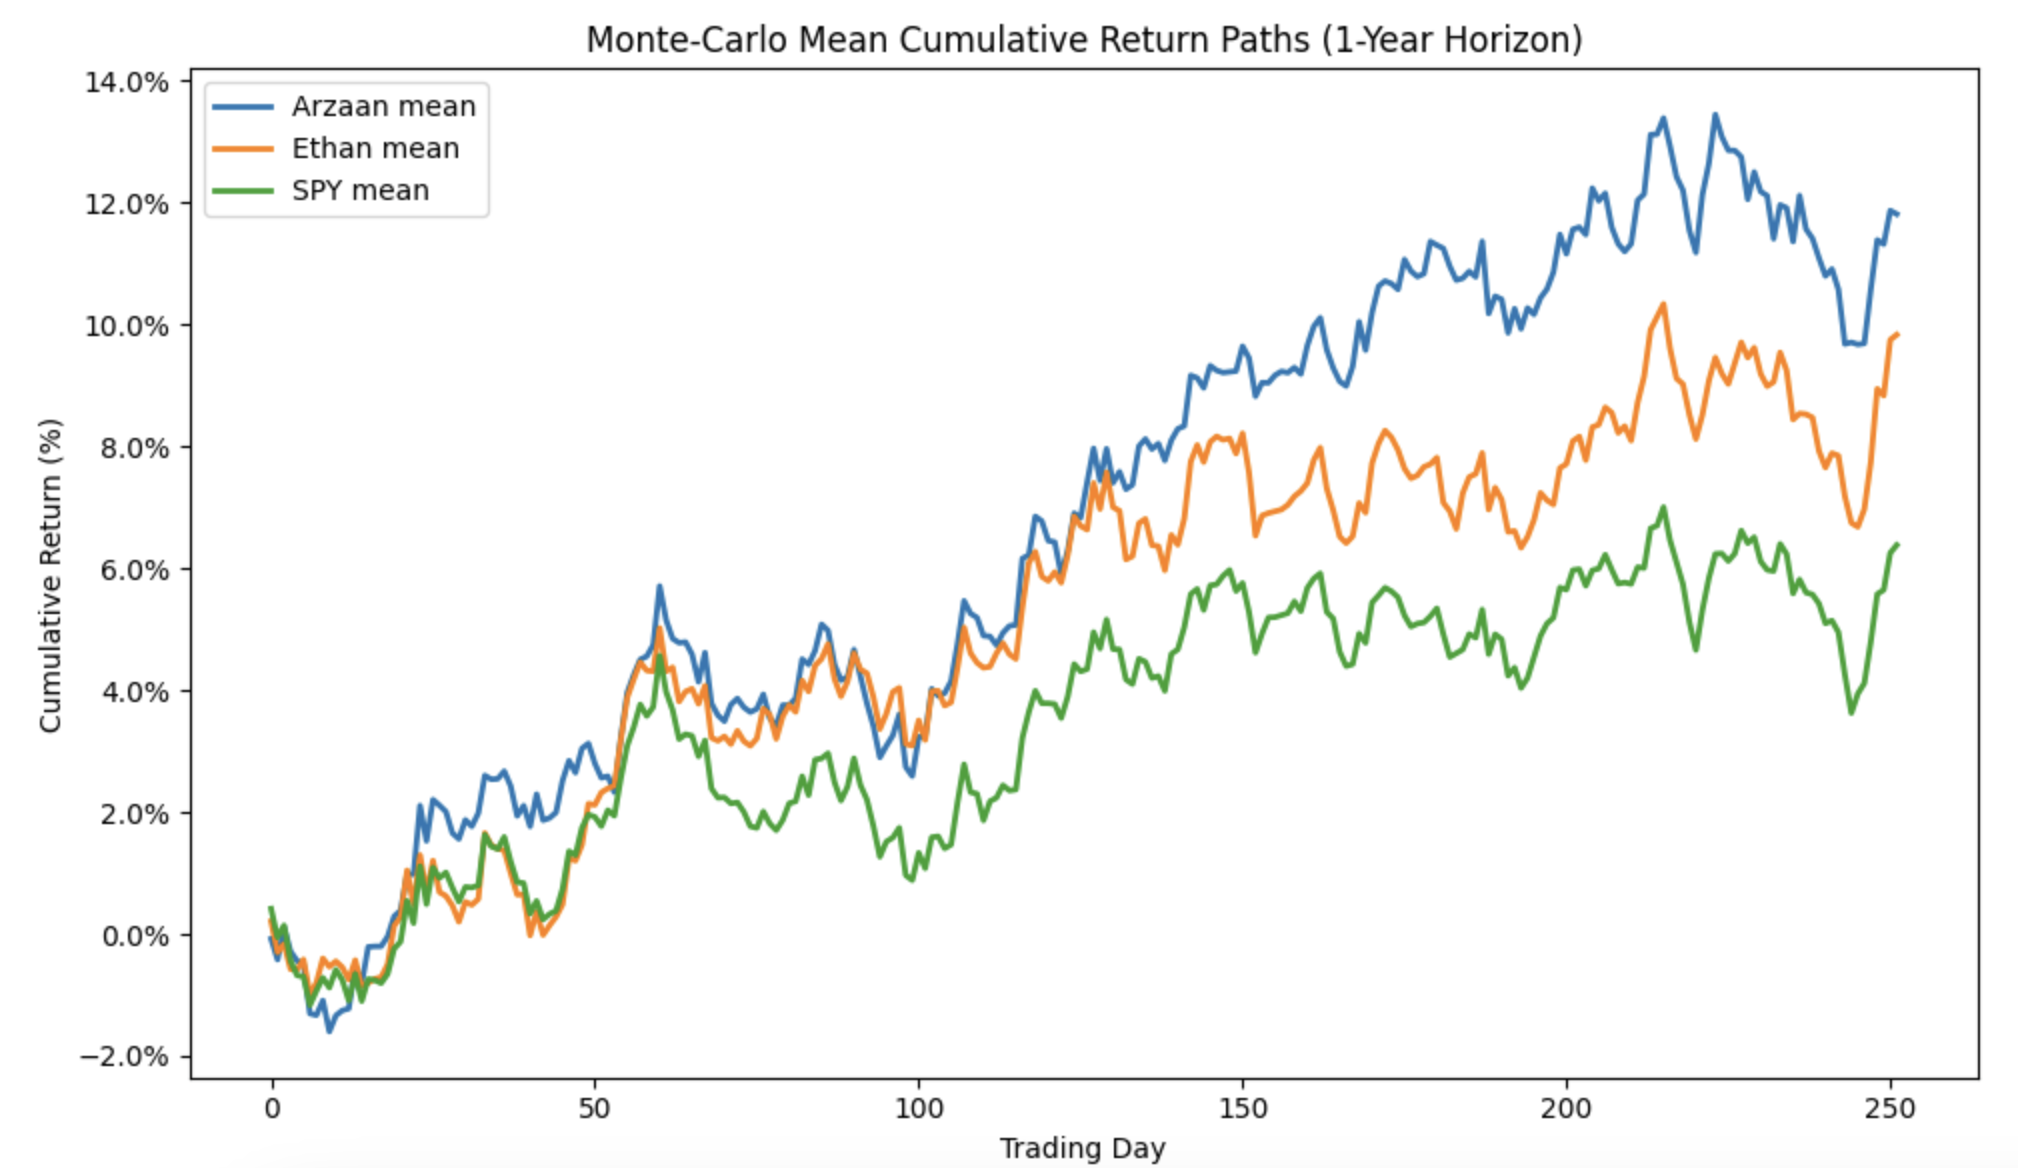 Monte-Carlo Mean Cumulative Return Paths (1-Year Horizon)
14.0%
12.0%
10.0%
8.0%
6.0%
4.0%
2.0%
0.0%
−2.0%
Cumulative Return (%)
Arzaan mean
Ethan mean
SPY mean
0
50
100
150
200
250
Trading Day